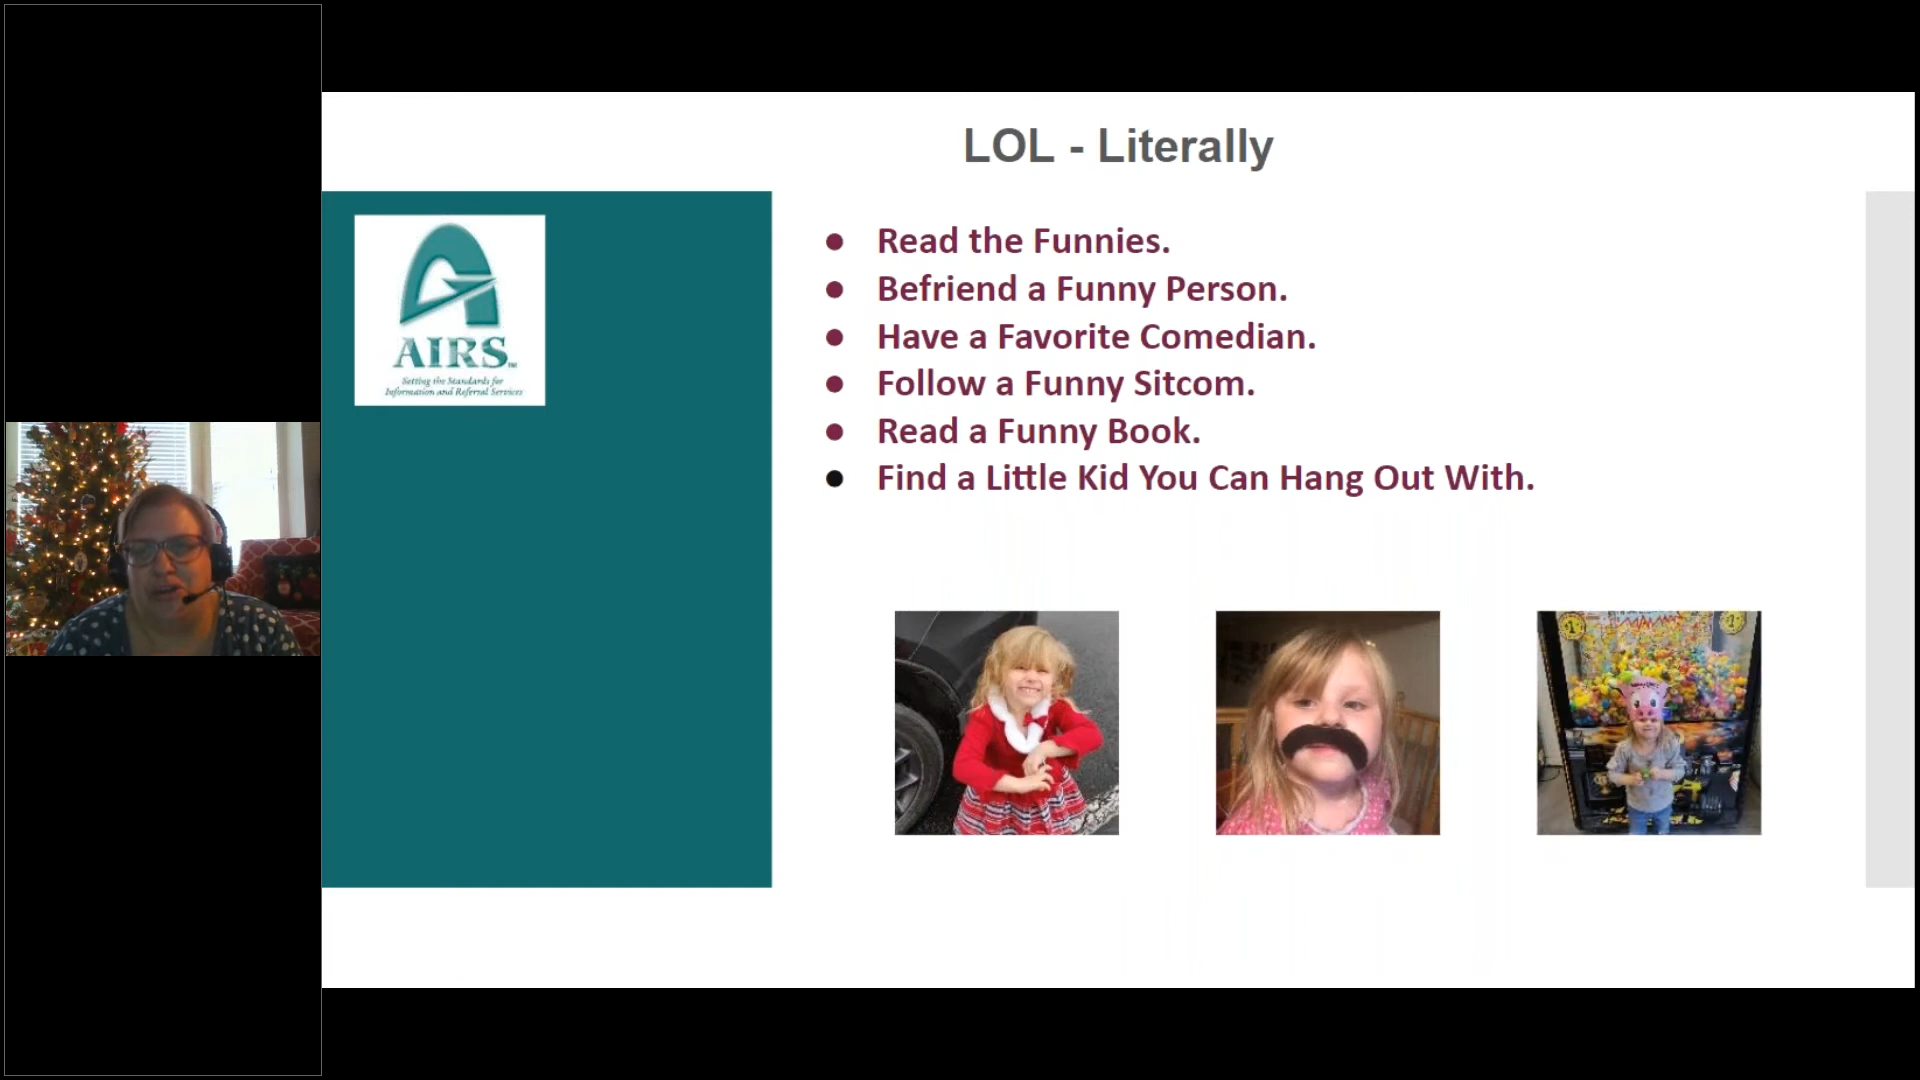 LOL - Literally
AIRS
Setting the Standards for
Information and Referral Services
● Read the Funnies.
● Befriend a Funny Person.
● Have a Favorite Comedian.
● Follow a Funny Sitcom.
● Read a Funny Book.
● Find a Little Kid You Can Hang Out With.